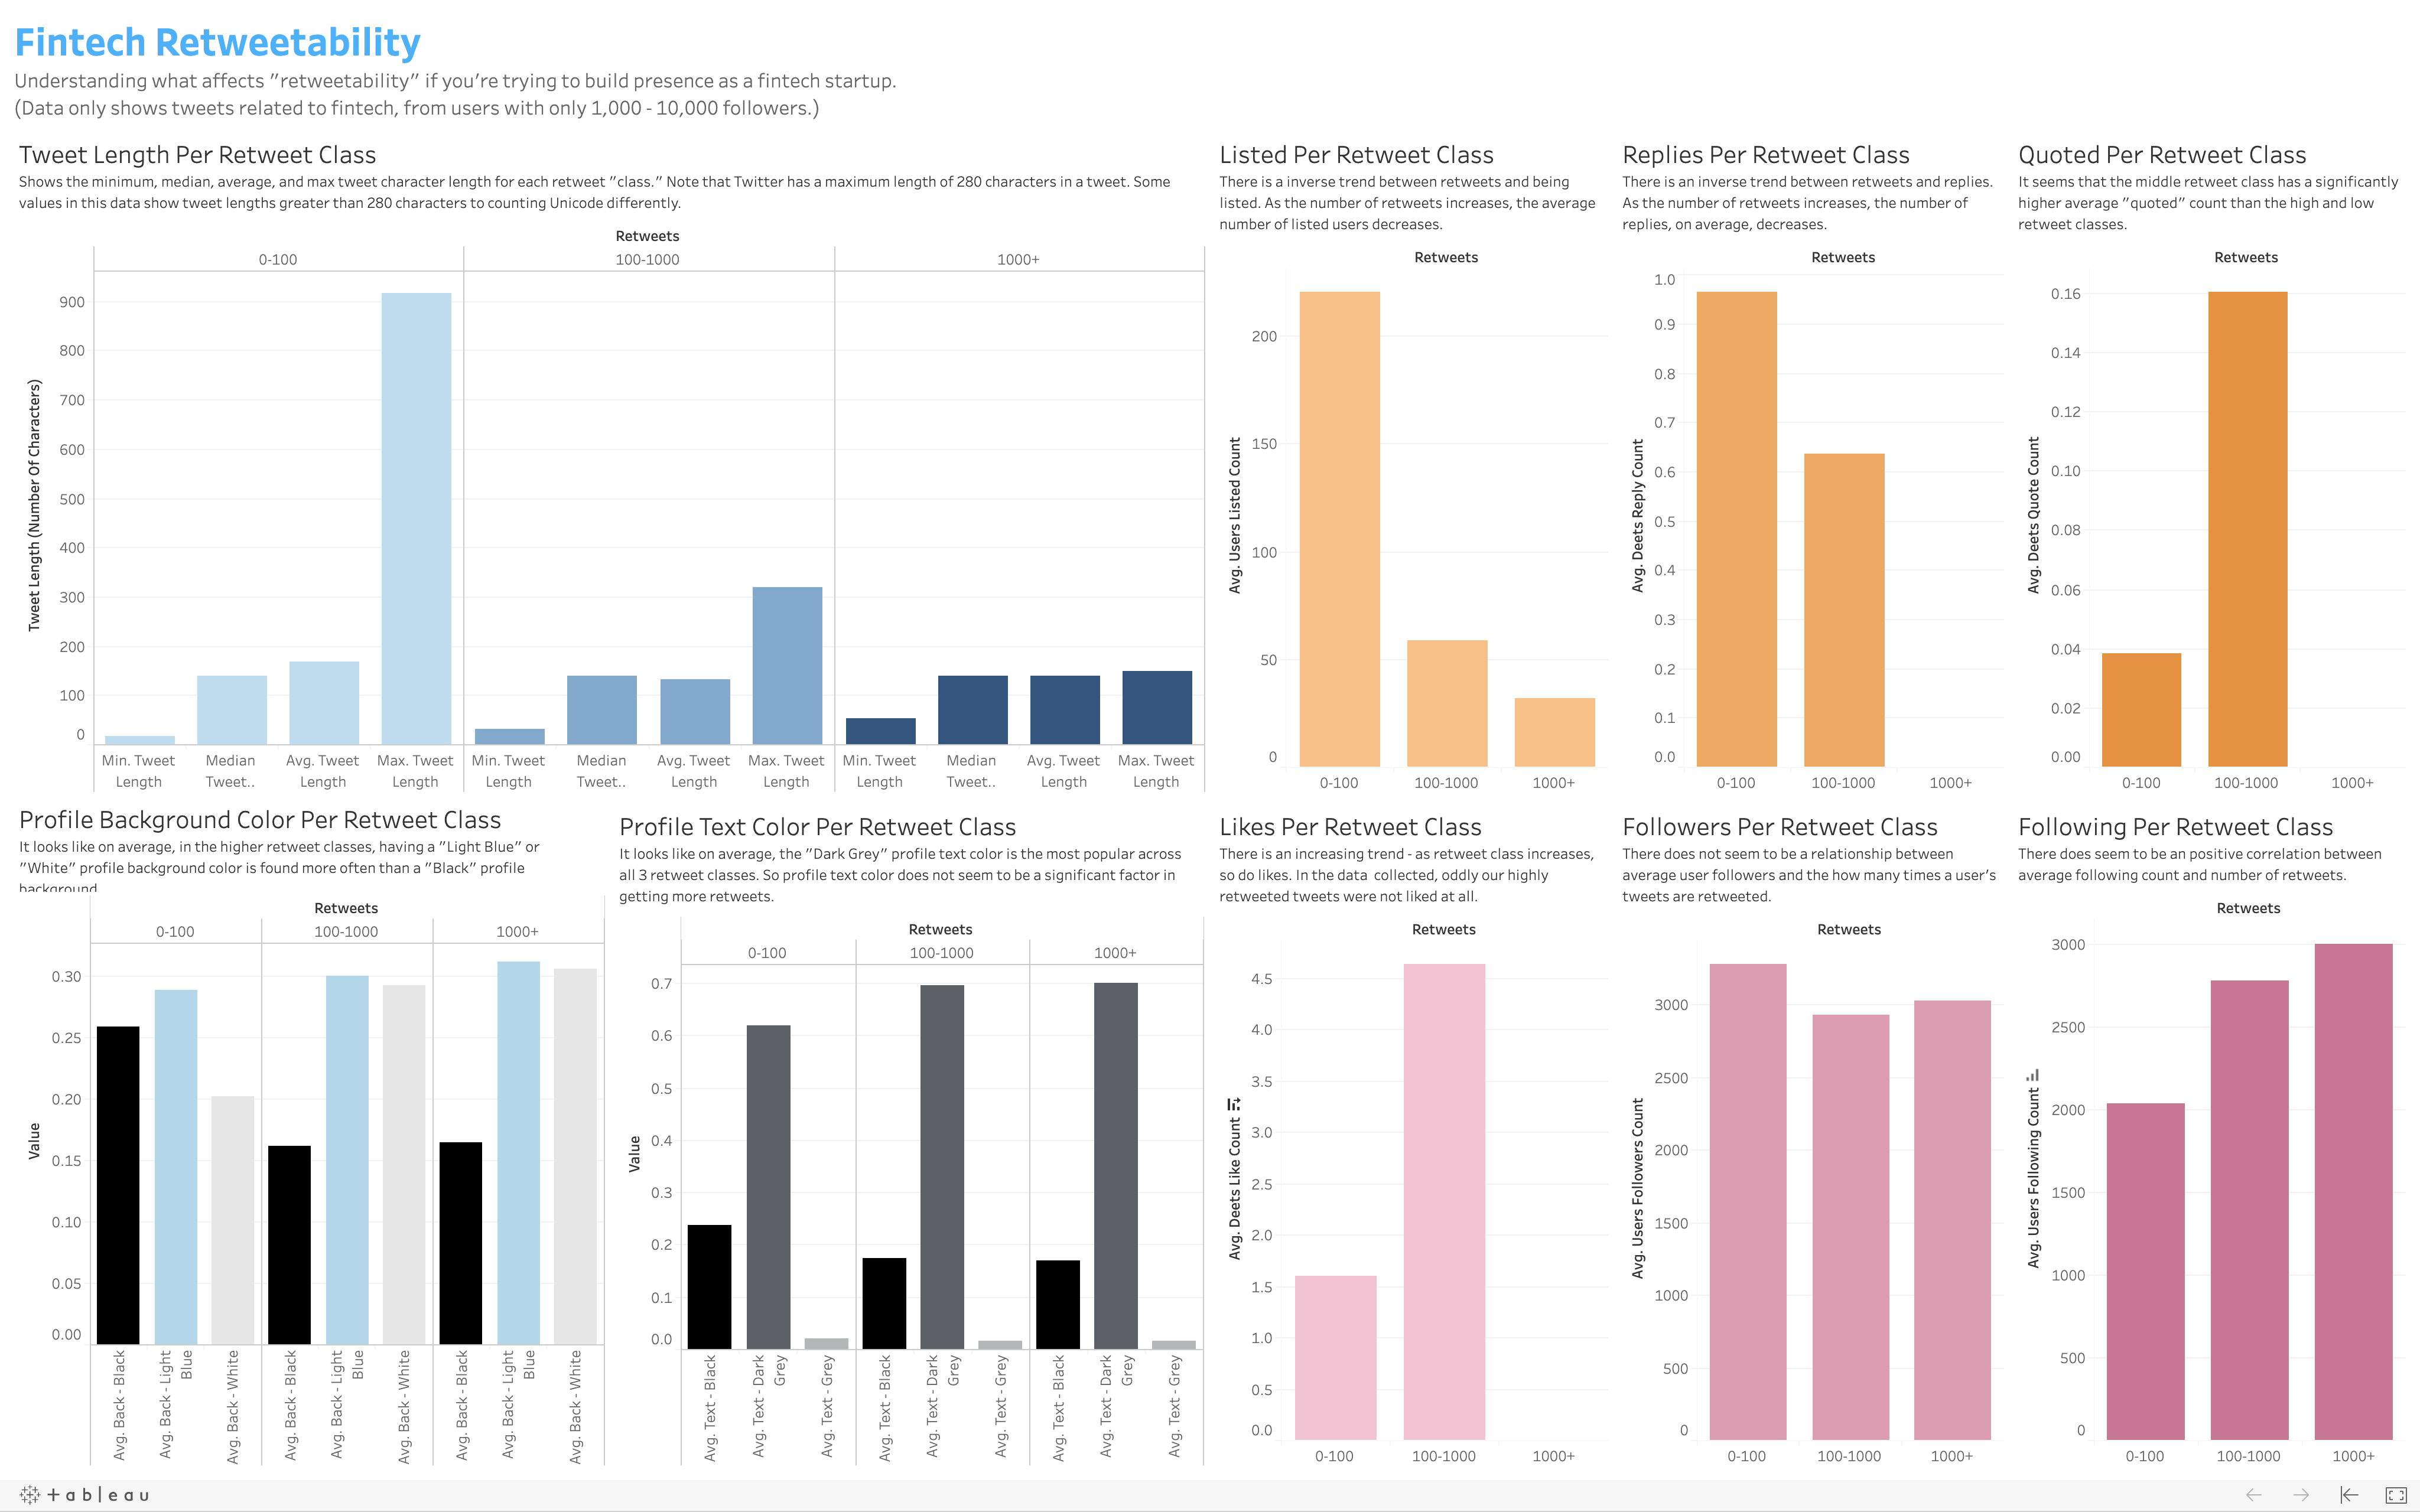 Fintech Retweetability
Understanding what affects "retweetability" if you're trying to build presence as a fintech startup.
(Data only shows tweets related to fintech, from users with only 1,000 - 10,000 followers.)
Tweet Length Per Retweet Class
Shows the minimum, median, average, and max tweet character length for each retweet "class." Note that Twitter has a maximum length of 280 characters in a tweet. Some
values in this data show tweet lengths greater than 280 characters to counting Unicode differently.
Retweets
0-100
100-1000
1000+
Tweet Length (Number Of Characters)
900
800
700
600
500
400
300
200
100
0
Min. Tweet
Length
Median
Tweet..
Avg. Tweet
Length
Max. Tweet
Length
Min. Tweet
Length
Median
Tweet..
Avg. Tweet
Length
Max. Tweet
Length
Min. Tweet
Length
Median
Tweet..
Avg. Tweet
Length
Max. Tweet
Length
Listed Per Retweet Class
There is a inverse trend between retweets and being
listed. As the number of retweets increases, the average
number of listed users decreases.
Retweets
Avg. Users Listed Count
200
150
100
50
0
0-100
100-1000
1000+
Replies Per Retweet Class
There is an inverse trend between retweets and replies.
As the number of retweets increases, the number of
replies, on average, decreases.
Retweets
Avg. Deets Reply Count
1.0
0.9
0.8
0.7
0.6
0.5
0.4
0.3
0.2
0.1
0.0
0-100
100-1000
1000+
Quoted Per Retweet Class
It seems that the middle retweet class has a significantly
higher average "quoted" count than the high and low
retweet classes.
Retweets
Avg. Deets Quote Count
0.16
0.14
0.12
0.10
0.08
0.06
0.04
0.02
0.00
0-100
100-1000
1000+
Profile Background Color Per Retweet Class
It looks like on average, in the higher retweet classes, having a "Light Blue" or
"White" profile background color is found more often than a "Black" profile
background
Retweets
0-100
100-1000
1000+
Value
0.30
0.25
0.20
0.15
0.10
0.05
0.00
Avg. Back - Black
Avg. Back - Light
Blue
Avg. Back - White
Avg. Back - Black
Avg. Back - Light
Blue
Avg. Back - White
Avg. Back - Black
Avg. Back - Light
Blue
Avg. Back - White
Profile Text Color Per Retweet Class
It looks like on average, the "Dark Grey" profile text color is the most popular across
all 3 retweet classes. So profile text color does not seem to be a significant factor in
getting more retweets.
Retweets
0-100
100-1000
1000+
Value
0.7
0.6
0.5
0.4
0.3
0.2
0.1
0.0
Avg. Text - Black
Avg. Text - Dark
Grey
Avg. Text - Grey
Avg. Text - Black
Avg. Text - Dark
Grey
Avg. Text - Grey
Avg. Text - Black
Avg. Text - Dark
Grey
Avg. Text - Grey
Likes Per Retweet Class
There is an increasing trend - as retweet class increases,
so do likes. In the data  collected, oddly our highly
retweeted tweets were not liked at all.
Retweets
Avg. Deets Like Count
4.5
4.0
3.5
3.0
2.5
2.0
1.5
1.0
0.5
0.0
0-100
100-1000
1000+
Followers Per Retweet Class
There does not seem to be a relationship between
average user followers and the how many times a user's
tweets are retweeted.
Retweets
Avg. Users Followers Count
3000
2500
2000
1500
1000
500
0
0-100
100-1000
1000+
Following Per Retweet Class
There does seem to be an positive correlation between
average following count and number of retweets.
Retweets
Avg. Users Following Count
3000
2500
2000
1500
1000
500
0
0-100
100-1000
1000+
+ a b l e a u